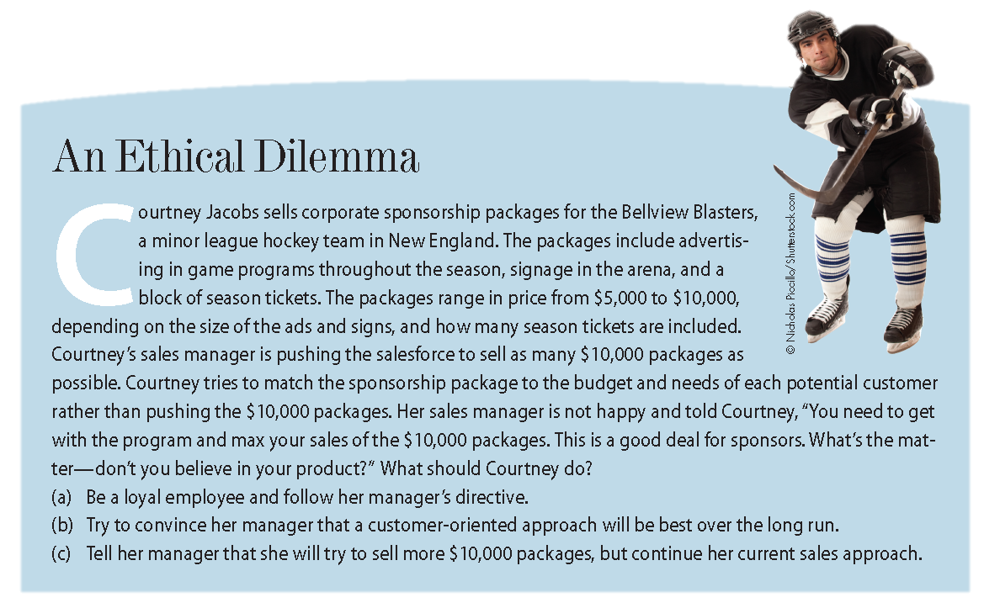 An Ethical Dilemma
Courtney Jacobs sells corporate sponsorship packages for the Bellview Blasters,
a minor league hockey team in New England. The packages include advertis-
ing in game programs throughout the season, signage in the arena, and a
block of season tickets. The packages range in price from $5,000 to $10,000,
depending on the size of the ads and signs, and how many season tickets are included.
Courtney’s sales manager is pushing the salesforce to sell as many $10,000 packages as
possible. Courtney tries to match the sponsorship package to the budget and needs of each potential customer
rather than pushing the $10,000 packages. Her sales manager is not happy and told Courtney, “You need to get
with the program and max your sales of the $10,000 packages. This is a good deal for sponsors. What’s the mat-
ter—don’t you believe in your product?” What should Courtney do?
(a) Be a loyal employee and follow her manager’s directive.
(b) Try to convince her manager that a customer-oriented approach will be best over the long run.
(c) Tell her manager that she will try to sell more $10,000 packages, but continue her current sales approach.
© Nicholas Piccillo/Shutterstock.com